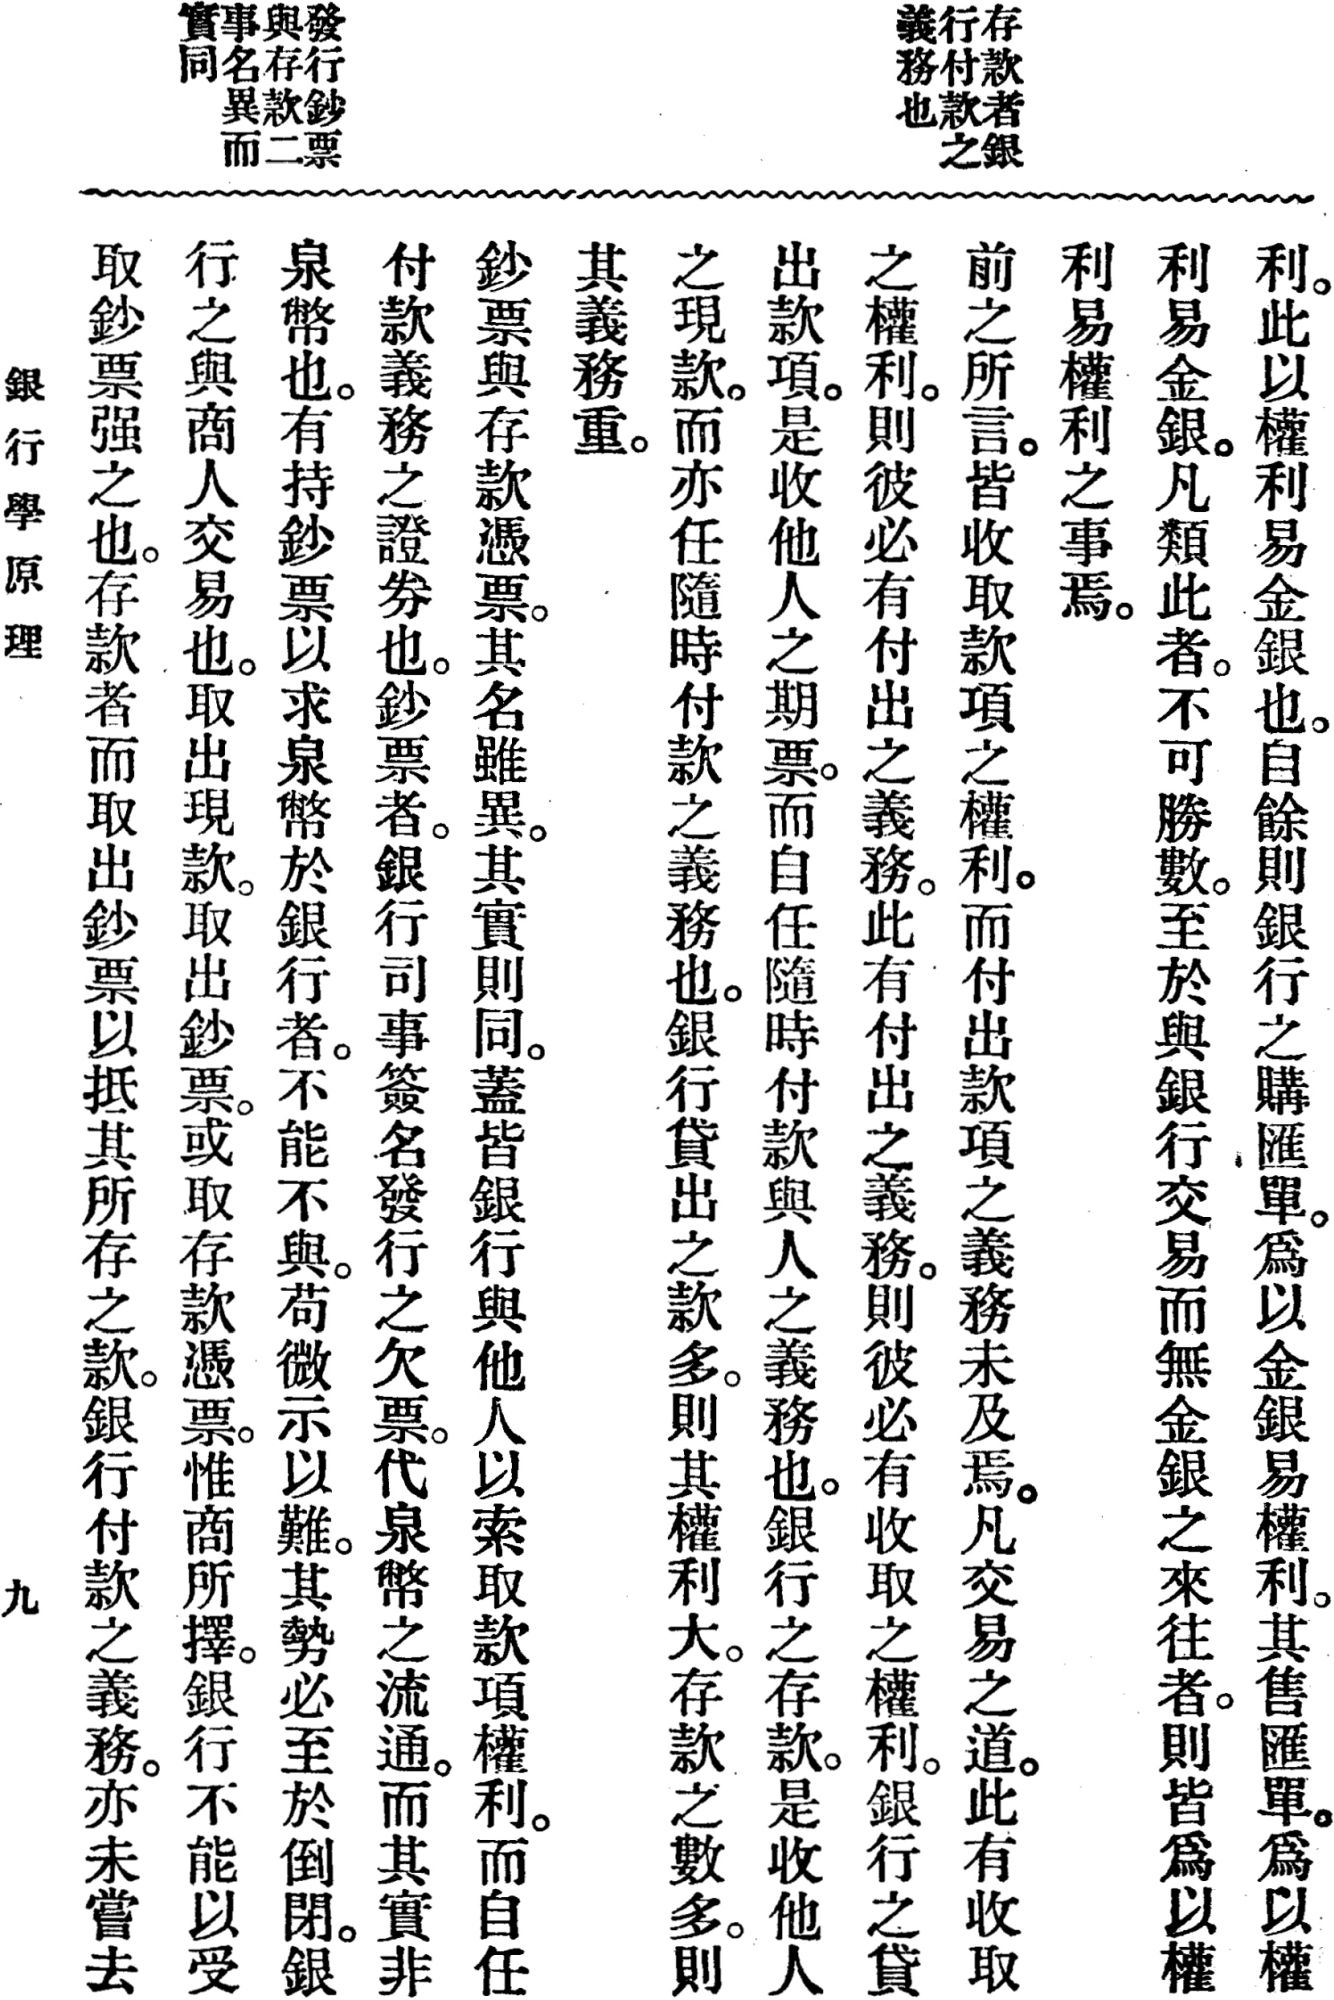 存款者銀
行付款之
義務也
發行鈔票
與存款二
事名異而
實同
利。此以權利易金銀也。自餘則銀行之購匯單。爲以金銀易權利。其售匯單。爲以權
利易金銀。凡類此者。不可勝數。至於與銀行交易而無金銀之來往者。則皆爲以權
利易權利之事焉。
前之所言。皆收取款項之權利。而付出款項之義務未及焉。凡交易之道。此有收取
之權利。則彼必有付出之義務。此有付出之義務。則彼必有收取之權利。銀行之貸
出款項。是收他人之期票。而自任隨時付款與人之義務也。銀行之存款。是收他人
之現款。而亦任隨時付款之義務也。銀行貸出之款多。則其權利大。存款之數多。則
其義務重。
鈔票與存款憑票。其名雖異。其實則同。蓋皆銀行與他人以索取款項權利。而自任
付款義務之證劵也。鈔票者。銀行司事簽名發行之欠票。代泉幣之流通。而其實非
泉幣也。有持鈔票以求泉幣於銀行者。不能不與。苟微示以難。其勢必至於倒閉。銀
行之與商人交易也。取出現款。取出鈔票。或取存款憑票。惟商所擇。銀行不能以受
取鈔票强之也。存款者而取出鈔票以抵其所存之款。銀行付款之義務。亦未嘗去
銀行學原理
九